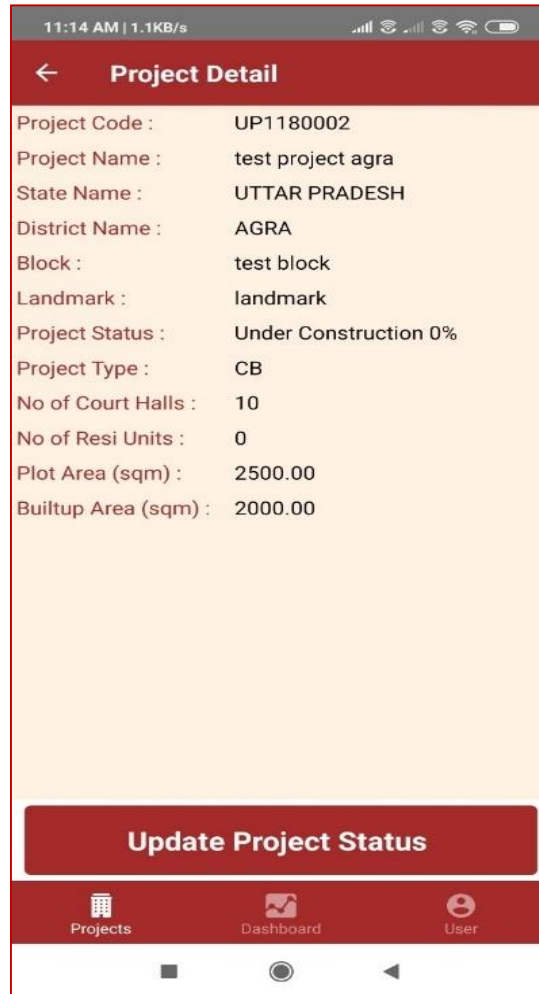 11:14 AM | 1.1KB/s
Project Detail
Project Code : UP1180002
Project Name : test project agra
State Name : UTTAR PRADESH
District Name : AGRA
Block : test block
Landmark : landmark
Project Status : Under Construction 0%
Project Type : CB
No of Court Halls : 10
No of Resi Units : 0
Plot Area (sqm) : 2500.00
Builtup Area (sqm) : 2000.00
Update Project Status
Projects Dashboard User